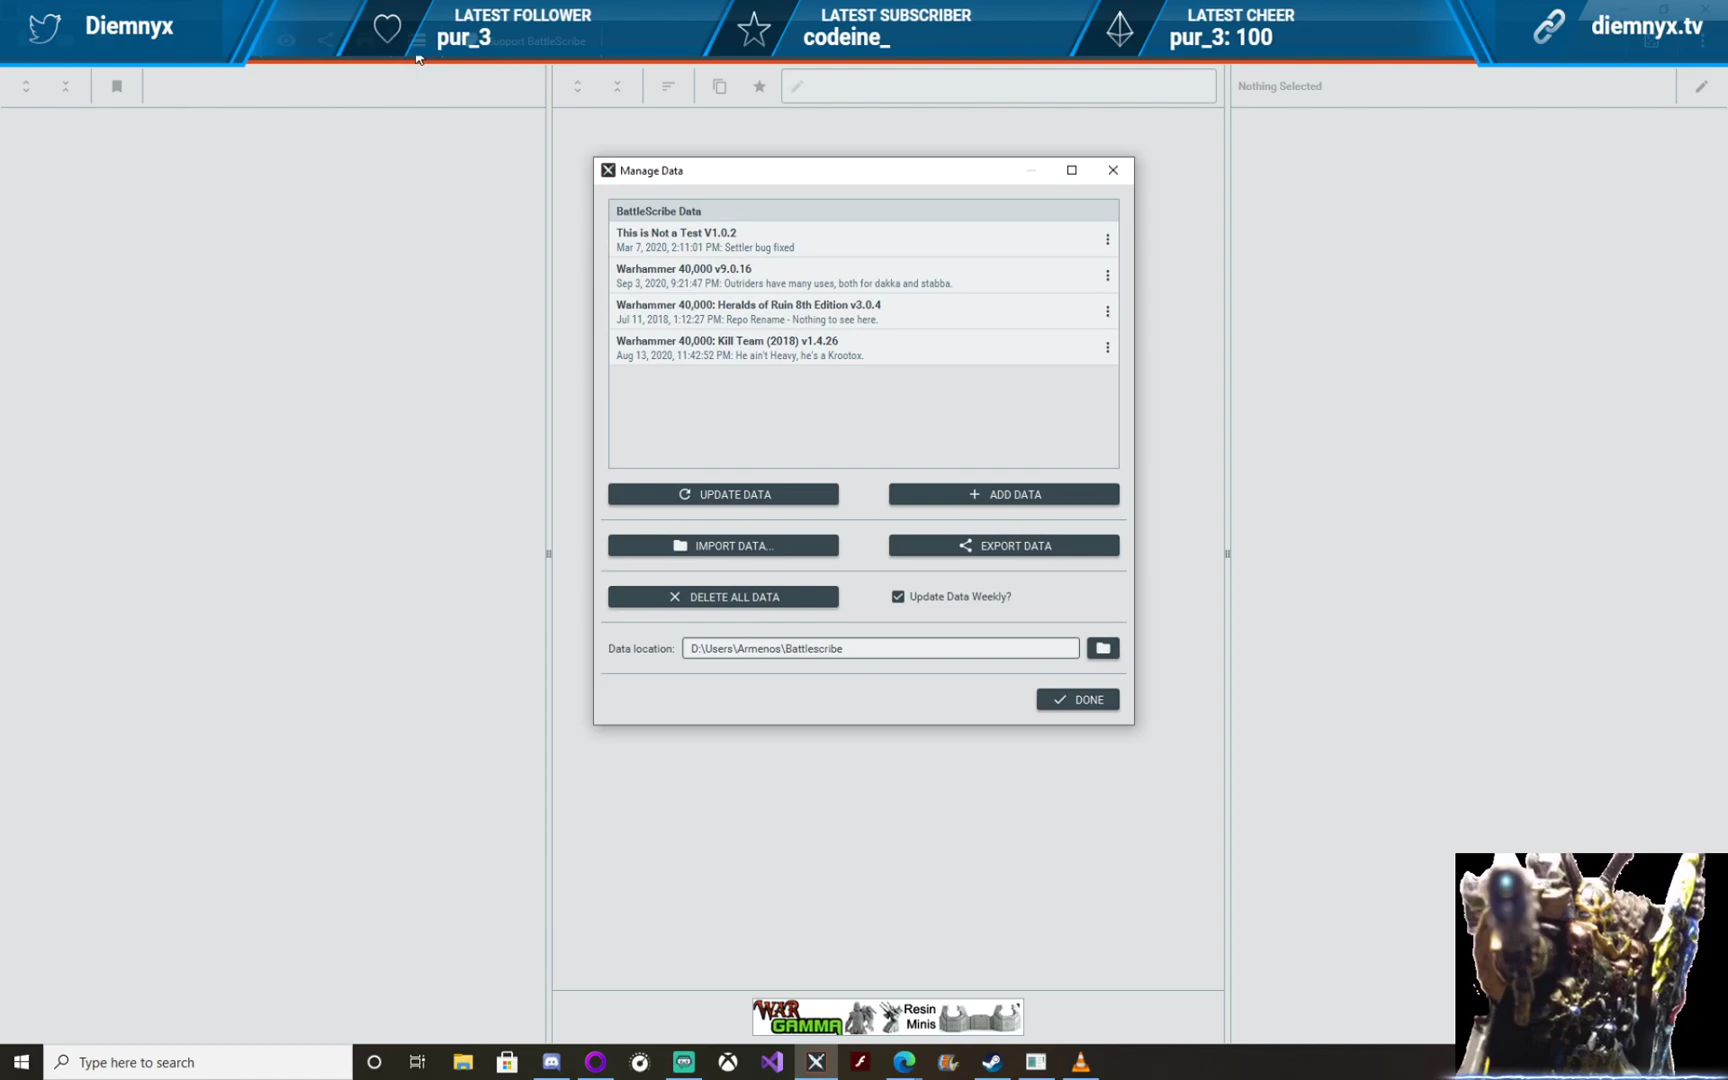 Diemnyx
LATEST FOLLOWER
pur_3
LATEST SUBSCRIBER
codeine_
LATEST CHEER
pur_3: 100
diemnyx.tv
Support BattleScribe
Nothing Selected
Manage Data
BattleScribe Data
This is Not a Test V1.0.2
Mar 7, 2020, 2:11:01 PM: Settler bug fixed
Warhammer 40,000 v9.0.16
Sep 3, 2020, 9:21:47 PM: Outriders have many uses, both for dakka and stabba.
Warhammer 40,000: Heralds of Ruin 8th Edition v3.0.4
Jul 11, 2018, 1:12:27 PM: Repo Rename - Nothing to see here.
Warhammer 40,000: Kill Team (2018) v1.4.26
Aug 13, 2020, 11:42:52 PM: He ain't Heavy, he's a Krootox.
UPDATE DATA
ADD DATA
IMPORT DATA...
EXPORT DATA
DELETE ALL DATA
Update Data Weekly?
Data location:
D:\Users\Armenos\Battlescribe
DONE
WAR
GAMMA
Resin
Minis
Type here to search